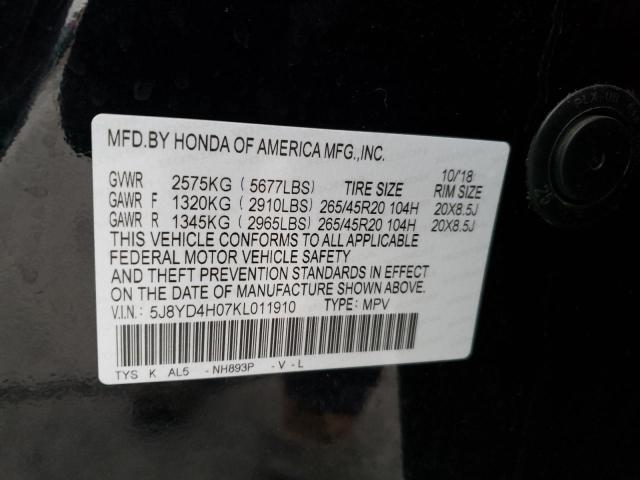 MFD.BY HONDA OF AMERICA MFG.,INC.
10/'18
GVWR 2575KG ( 5677LBS) TIRE SIZE RIM SIZE
GAWR F 1320KG ( 2910LBS) 265/45R20 104H 20X8.5J
GAWR R 1345KG ( 2965LBS) 265/45R20 104H 20X8.5J
THIS VEHICLE CONFORMS TO ALL APPLICABLE
FEDERAL MOTOR VEHICLE SAFETY
AND THEFT PREVENTION STANDARDS IN EFFECT
ON THE DATE OF MANUFACTURE SHOWN ABOVE.
V.I.N.: 5J8YD4H07KL011910 TYPE: MPV
TYS K AL5 -NH893P -V-L